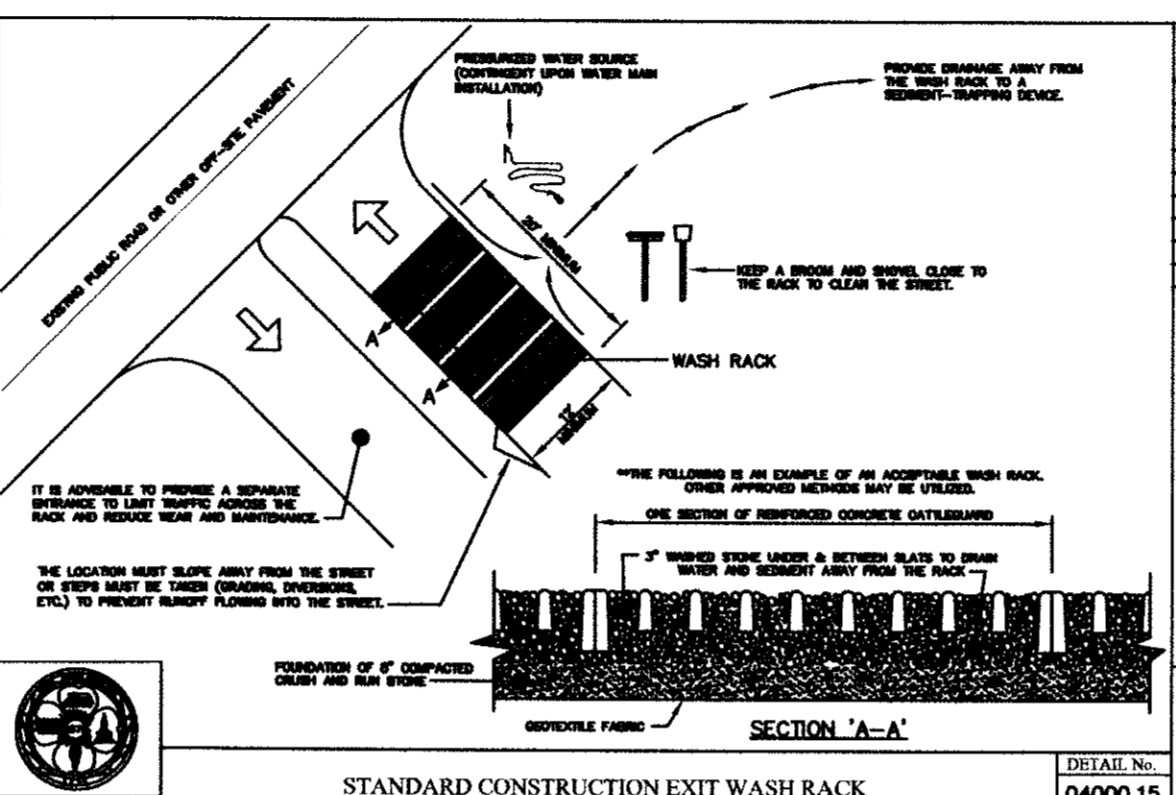 PRESSURIZED WATER SOURCE
(CONTINGENT UPON WATER MAIN
INSTALLATION)
PROVIDE DRAINAGE AWAY FROM
THE WASH RACK TO A
SEDIMENT-TRAPPING DEVICE.
EXISTING PUBLIC ROAD OR OTHER OFF-SITE PAVEMENT
20' MINIMUM
KEEP A BROOM AND SHOVEL CLOSE TO
THE RACK TO CLEAN THE STREET.
A
A
WASH RACK
12'
MINIMUM
IT IS ADVISABLE TO PROVIDE A SEPARATE
ENTRANCE TO LIMIT TRAFFIC ACROSS THE
RACK AND REDUCE WEAR AND MAINTENANCE.
**THE FOLLOWING IS AN EXAMPLE OF AN ACCEPTABLE WASH RACK.
OTHER APPROVED METHODS MAY BE UTILIZED.
ONE SECTION OF REINFORCED CONCRETE CATTLEGUARD
3" WASHED STONE UNDER & BETWEEN SLATS TO DRAIN
WATER AND SEDIMENT AWAY FROM THE RACK
THE LOCATION MUST SLOPE AWAY FROM THE STREET
OR STEPS MUST BE TAKEN (GRADING, DIVERSIONS,
ETC.) TO PREVENT RUNOFF FLOWING INTO THE STREET.
FOUNDATION OF COMPACTED
CRUSH AND RUN STONE
GEOTEXTILE FABRIC
SECTION 'A-A'
STANDARD CONSTRUCTION EXIT WASH RACK
DETAIL No.
04000.15